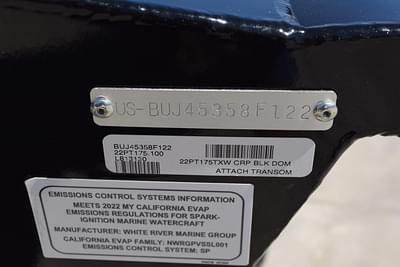 US-BUJ45358F122
BUJ45358F122
22PT175.100
L813120
22PT175TXW CRP BLK DOM
ATTACH TRANSOM
EMISSIONS CONTROL SYSTEMS INFORMATION
MEETS 2022 MY CALIFORNIA EVAP
EMISSIONS REGULATIONS FOR SPARK-
IGNITION MARINE WATERCRAFT
MANUFACTURER: WHITE RIVER MARINE GROUP
CALIFORNIA EVAP FAMILY: NWRGPVSSL001
EMISSIONS CONTROL SYSTEM: SP